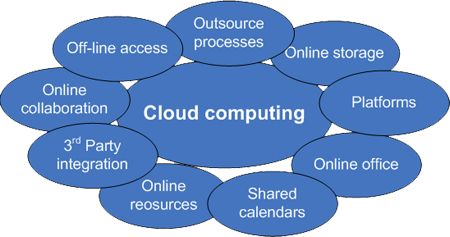 Outsource
processes
Off-line access
Online storage
Online
collaboration
Cloud computing
Platforms
3rd Party
integration
Online office
Online
reosurces
Shared
calendars